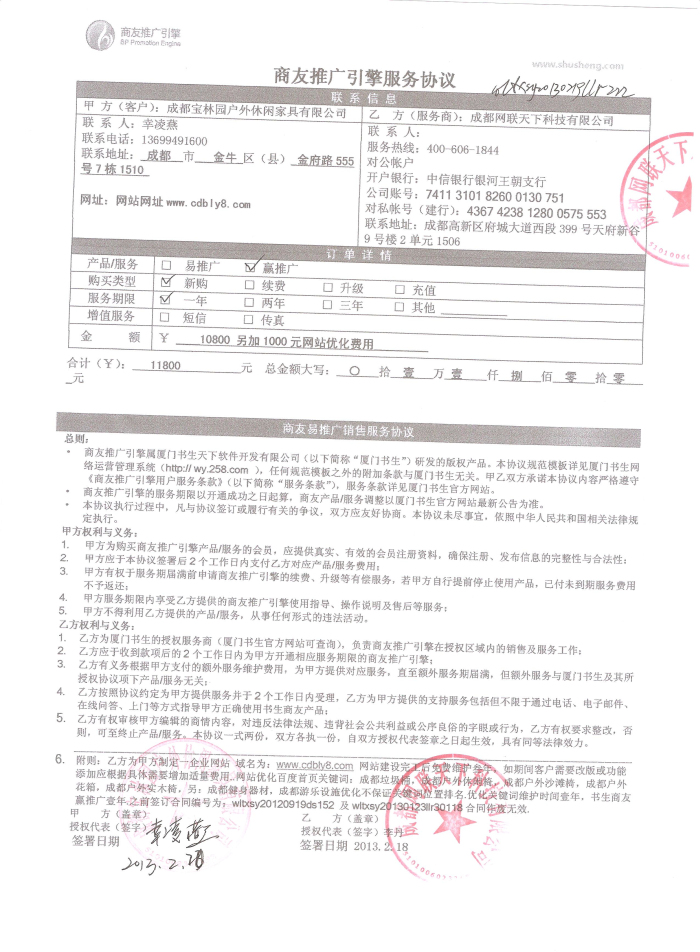 商友推广引擎
BP Promotion Engine
www.shusheng.com
商友推广引擎服务协议
联系信息
甲 方（客户）：成都宝林园户外休闲家具有限公司
乙 方（服务商）：成都网联天下科技有限公司
联 系 人：幸凌燕
联系电话：13699491600
联系地址： 成都 市 金牛 区（县） 金府路 555
号 7 栋 1510
网址：网站网址 www.cdbly8.com
联 系 人：
服务热线：400-606-1844
对公帐户
开户银行：中信银行银河王朝支行
公司账号：7411 3101 8260 0130 751
对私帐号（建行）：4367 4238 1280 0575 553
联系地址：成都高新区府城大道西段 399 号天府新谷
9 号楼 2 单元 1506
订单详情
产品/服务 □ 易推广 ☑ 赢推广
购买类型 ☑ 新购 □ 续费 □ 升级 □ 充值
服务期限 ☑ 一年 □ 两年 □ 三年 □ 其他
增值服务 □ 短信 □ 传真
金 额 ￥ 10800 另加 1000 元网站优化费用
合计（￥）： 11800 元 总金额大写： 〇 拾 壹 万 壹 仟 捌 佰 零 拾 零
元
商友易推广销售服务协议
总则：
* 商友推广引擎属厦门书生天下软件开发有限公司（以下简称“厦门书生”）研发的版权产品。本协议规范模板详见厦门书生网
络运营管理系统（http:// wy.258.com ），任何规范模板之外的附加条款与厦门书生无关。甲乙双方承诺本协议内容严格遵守
《商友推广引擎用户服务条款》（以下简称“服务条款”），服务条款详见厦门书生官方网站。
* 商友推广引擎的服务期限以开通成功之日起算，商友产品/服务调整以厦门书生官方网站最新公告为准。
* 本协议执行过程中，凡与协议签订或履行有关的争议，双方应友好协商。本协议未尽事宜，依照中华人民共和国相关法律规
定执行。
甲方权利与义务：
1. 甲方为购买商友推广引擎产品/服务的会员，应提供真实、有效的会员注册资料，确保注册、发布信息的完整性与合法性；
2. 甲方应于本协议签署后 2 个工作日内支付乙方对应产品/服务费用；
3. 甲方有权于服务期届满前申请商友推广引擎的续费、升级等有偿服务，若甲方自行提前停止使用产品，已付未到期服务费用
不予返还；
4. 甲方服务期限内享受乙方提供的商友推广引擎使用指导、操作说明及售后等服务；
5. 甲方不得利用乙方提供的产品/服务，从事任何形式的违法活动。
乙方权利与义务：
1. 乙方为厦门书生的授权服务商（厦门书生官方网站可查询），负责商友推广引擎在授权区域内的销售及服务工作；
2. 乙方应于收到款项后的 2 个工作日内为甲方开通相应服务期限的商友推广引擎；
3. 乙方有义务根据甲方支付的额外服务维护费用，为甲方提供对应服务，直至额外服务期届满，但额外服务与厦门书生及其所
授权协议项下产品/服务无关；
4. 乙方按照协议约定为甲方提供服务并于 2 个工作日内受理，乙方为甲方提供的支持服务包括但不限于通过电话、电子邮件、
在线问答、上门等方式指导甲方正确使用书生商友产品。
5. 乙方有权审核甲方编辑的商情内容，对违反法律法规、违背社会公共利益或公序良俗的字眼或行为，乙方有权要求整改，否
则，可至终止产品/服务。本协议一式两份，双方各执一份，自双方授权代表签章之日起生效，具有同等法律效力。
6. 附则：乙方为甲方制定一企业网站 域名为：www.cdbly8.com 网站建设完工后免费维护叁年，如期间客户需要改版或功能
添加应根据具体需要增加适量费用.网站优化百度首页关键词：成都垃圾桶，成都户外休闲椅，成都户外沙滩椅，成都户外
花箱，成都户外实木椅，另：成都健身器材，成都游乐设施优化不保证关键词位置排名.优化关键词维护时间壹年，书生商友
赢推广壹年.之前签订合同编号为：wltxsy20120919ds152 及 wltxsy20130123llr30118 合同作废无效.
甲 方（盖章） 乙 方（盖章）
授权代表（签字）幸凌燕 授权代表（签字）李丹
签署日期 2013.2.18 签署日期 2013.2.18